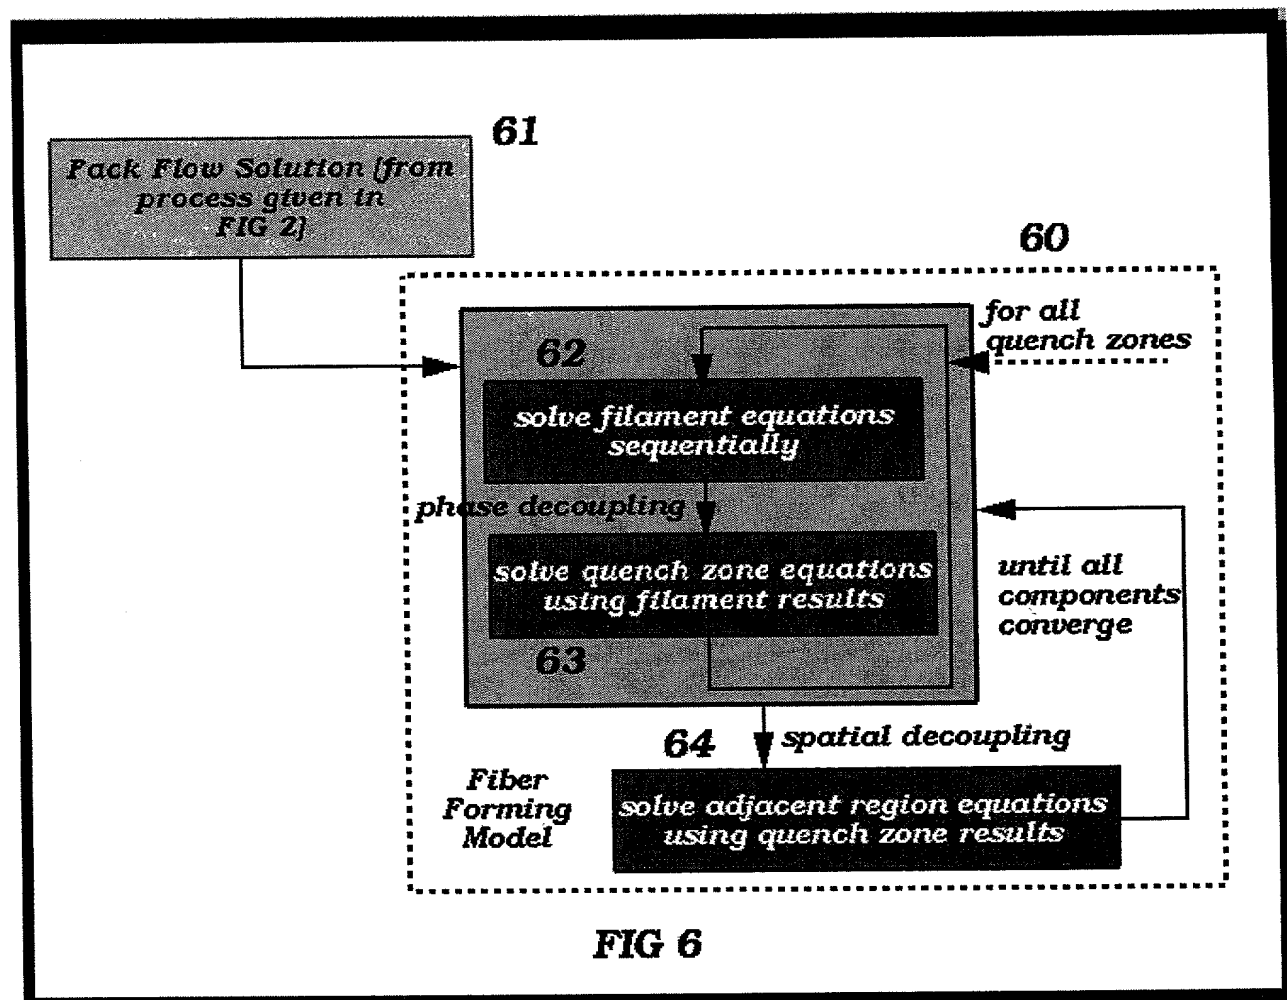 61
Pack Flow Solution (from
process given in
FIG 2)
60
for all
quench zones
62
solve filament equations
sequentially
phase decoupling
solve quench zone equations
using filament results
63
until all
components
converge
64
spatial decoupling
Fiber
Forming
Model
solve adjacent region equations
using quench zone results
FIG 6